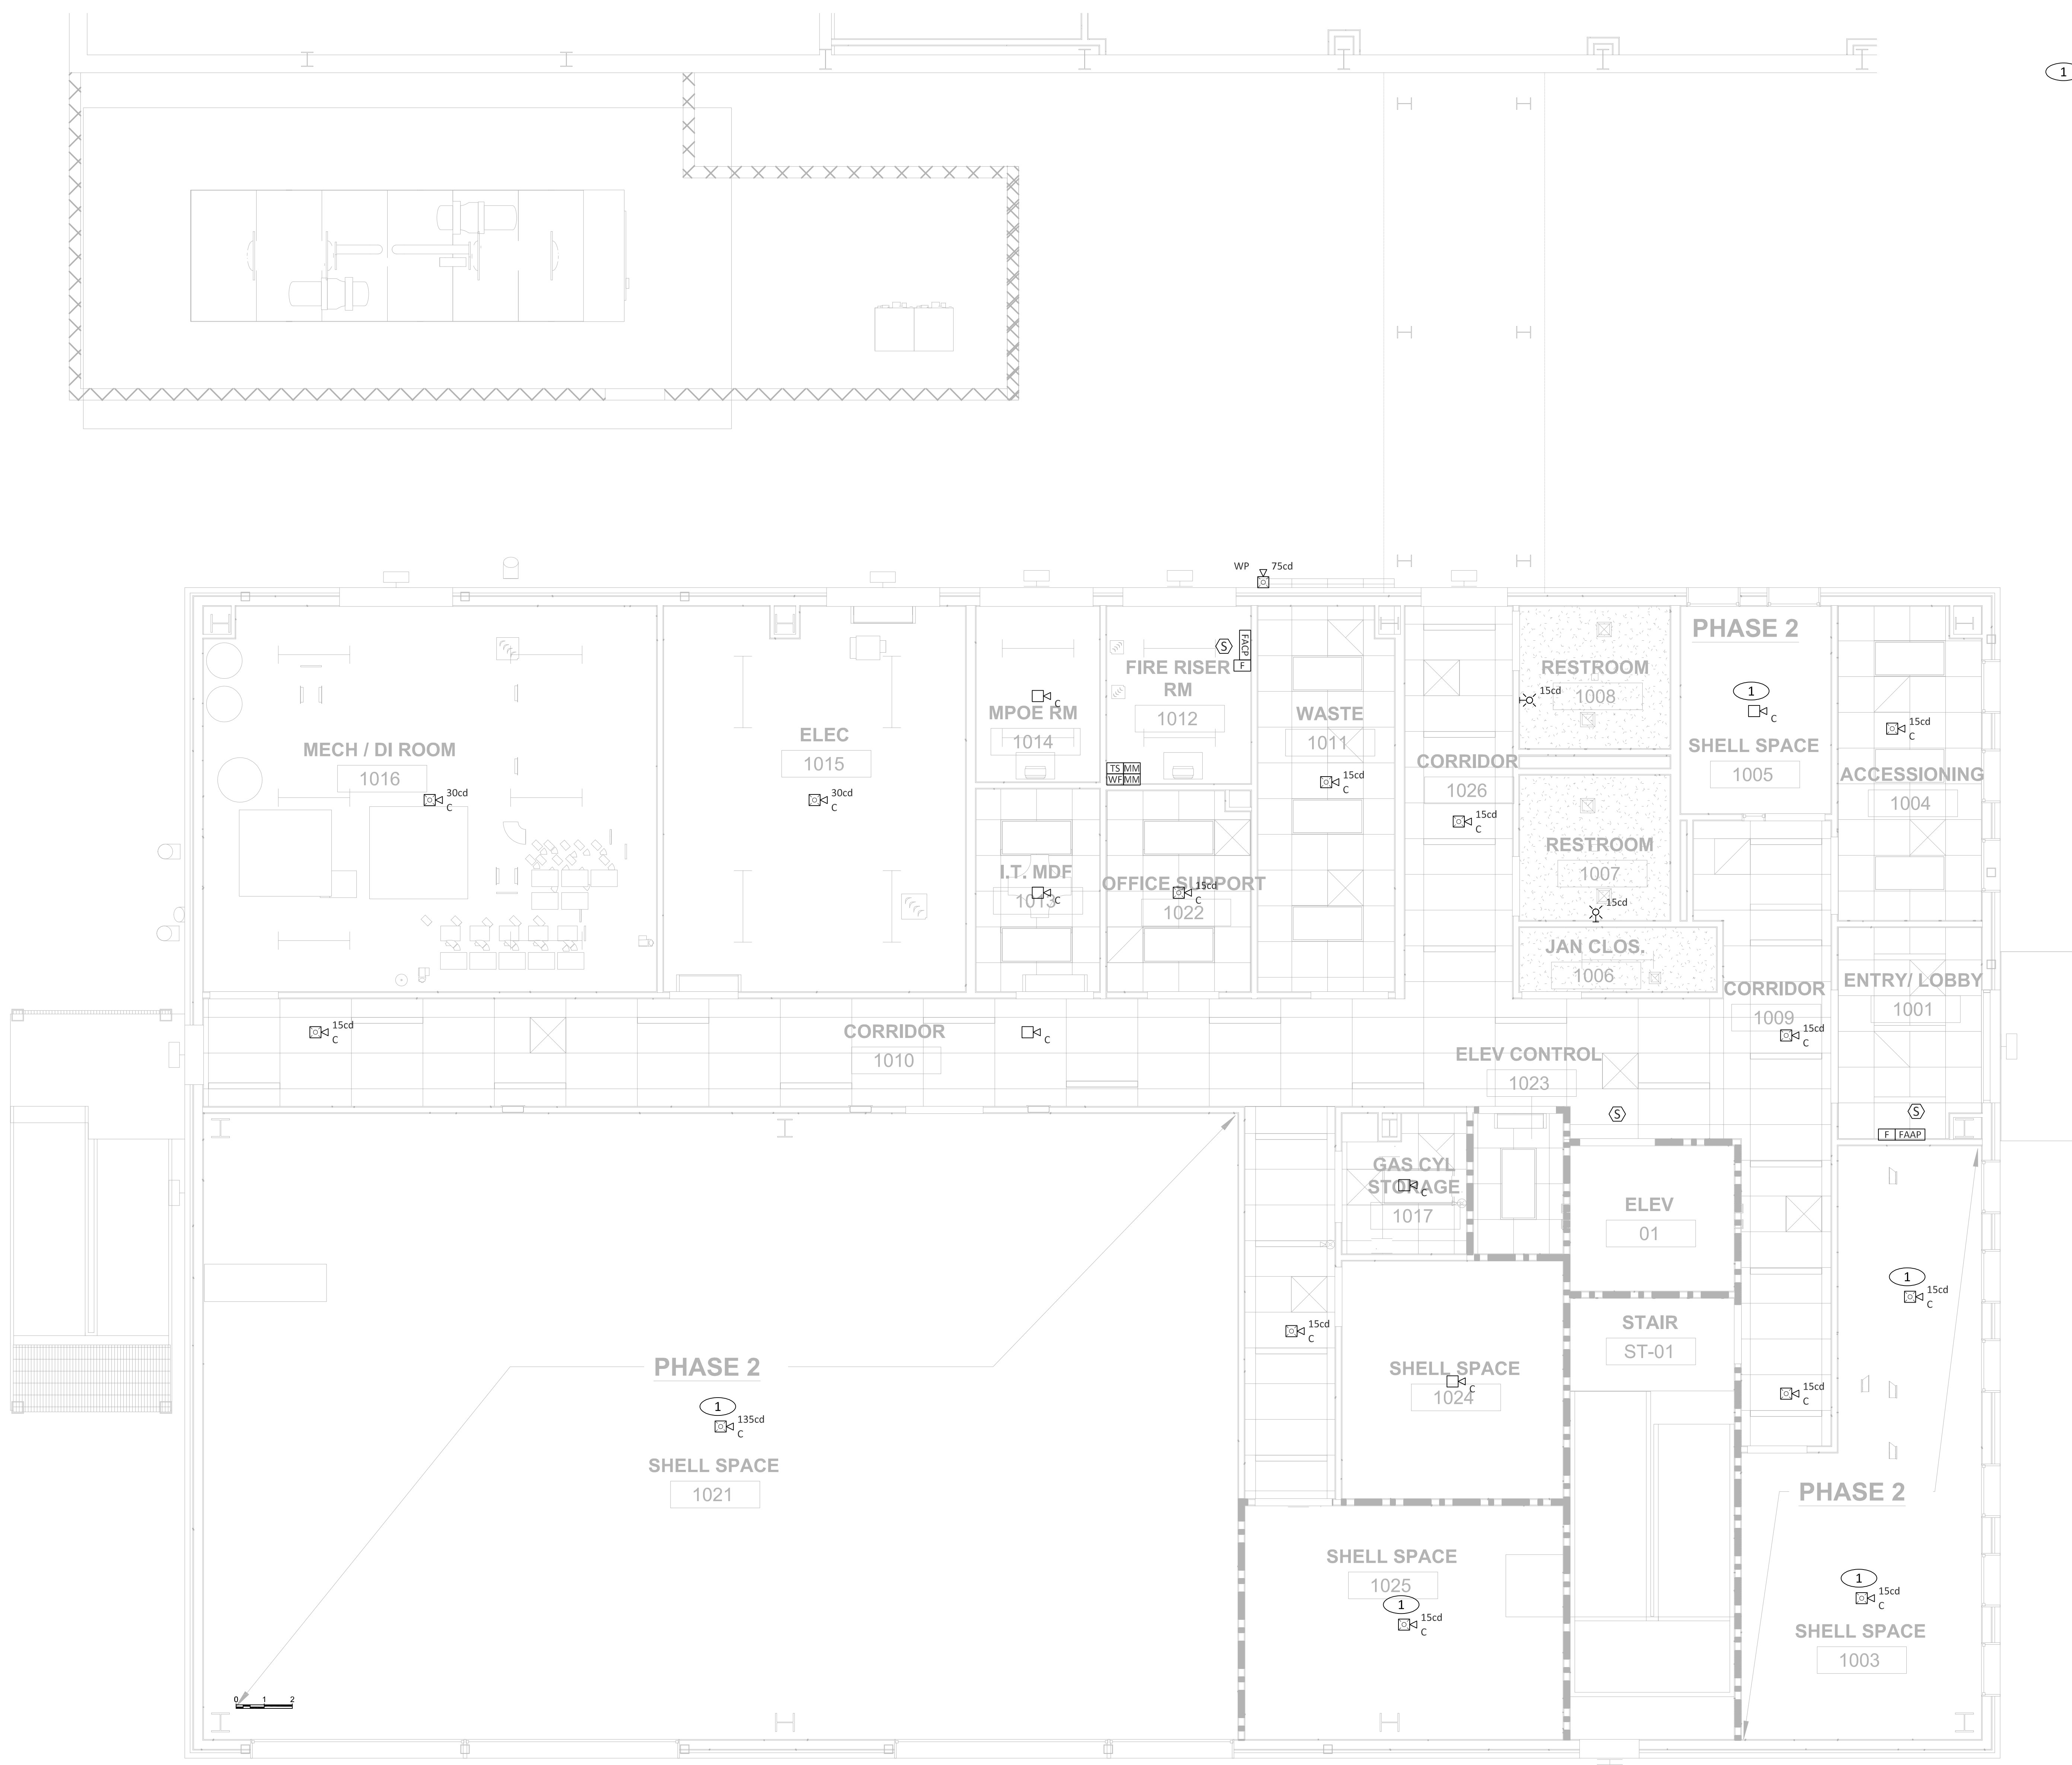 1
WP 75cd
S
FACP
F
FIRE RISER
RM
1012
TS MM
WF MM
MECH / DI ROOM
1016
30cd
C
ELEC
1015
30cd
C
C
MPOE RM
1014
I.T. MDF
1013
C
OFFICE SUPPORT
1022
15cd
C
WASTE
1011
15cd
C
CORRIDOR
1026
15cd
C
RESTROOM
1008
15cd
RESTROOM
1007
15cd
JAN CLOS.
1006
PHASE 2
1
C
SHELL SPACE
1005
15cd
C
ACCESSIONING
1004
ENTRY/ LOBBY
1001
S
F FAAP
CORRIDOR
1009
15cd
C
15cd
C
CORRIDOR
1010
C
ELEV CONTROL
1023
S
GAS CYL
STORAGE
1017
C
ELEV
01
STAIR
ST-01
15cd
C
SHELL SPACE
1024
C
15cd
C
1
15cd
C
PHASE 2
1
135cd
C
SHELL SPACE
1021
0 1 2
SHELL SPACE
1025
1
15cd
C
PHASE 2
1
15cd
C
SHELL SPACE
1003